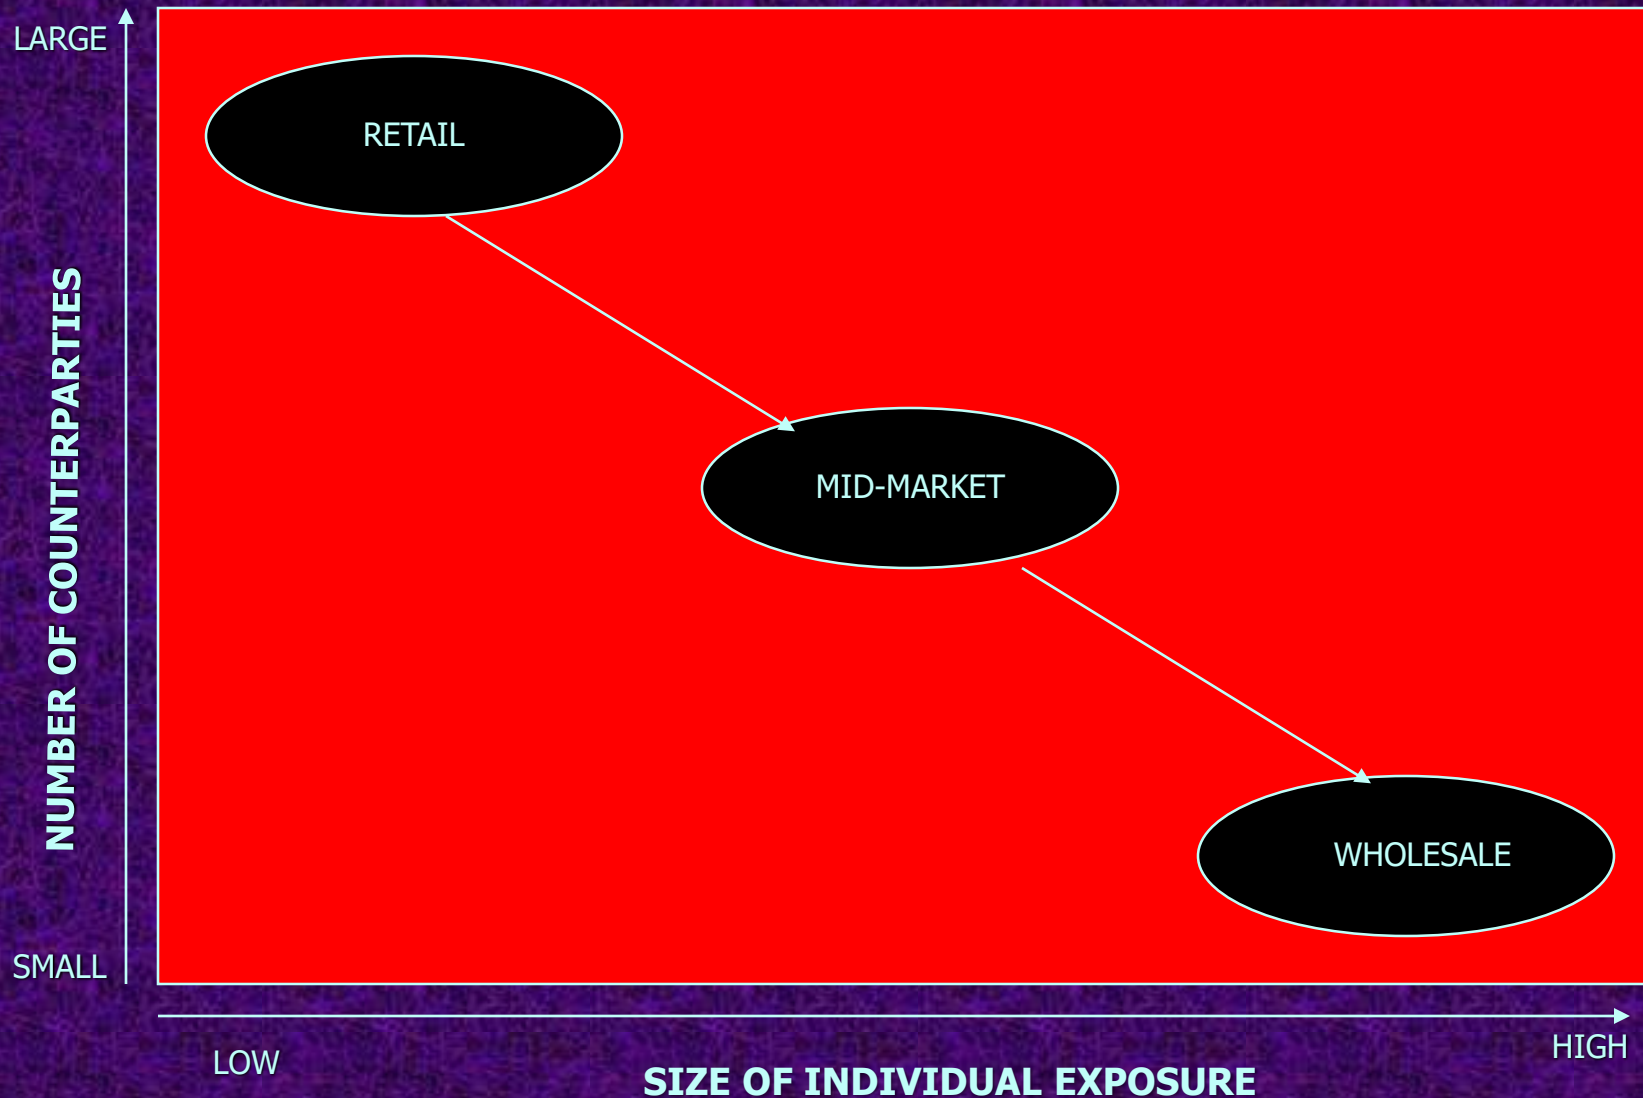 LARGE
RETAIL
NUMBER OF COUNTERPARTIES
MID-MARKET
WHOLESALE
SMALL
LOW
HIGH
SIZE OF INDIVIDUAL EXPOSURE